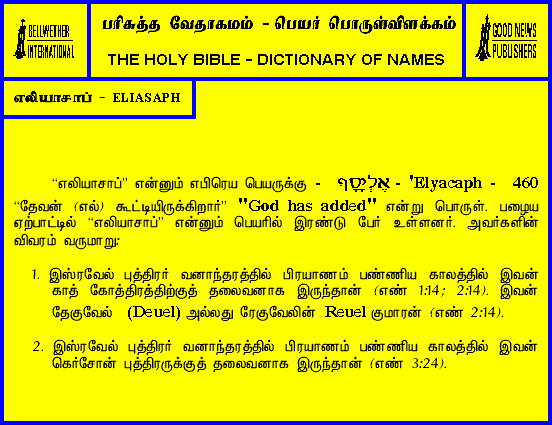 BELLWETHER
INTERNATIONAL
பரிசுத்த வேதாகமம் - பெயர் பொருள்விளக்கம்
THE HOLY BIBLE - DICTIONARY OF NAMES
GOOD NEWS
PUBLISHERS
எலியாசாப் - ELIASAPH
“எலியாசாப்” என்னும் எபிரெய பெயருக்கு - אֶלְיָסָף - 'Elyacaph - 460
“தேவன் (எல்) கூட்டியிருக்கிறார்” "God has added" என்று பொருள். பழைய
ஏற்பாட்டில் “எலியாசாப்” என்னும் பெயரில் இரண்டு பேர் உள்ளனர். அவர்களின்
விவரம் வருமாறு:
1. இஸ்ரவேல் புத்திரர் வனாந்தரத்தில் பிரயாணம் பண்ணிய காலத்தில் இவன்
காத் கோத்திரத்திற்குத் தலைவனாக இருந்தான் (எண் 1:14; 2:14). இவன்
தேகுவேல் (Deuel) அல்லது ரேகுவேலின் Reuel குமாரன் (எண் 2:14).
2. இஸ்ரவேல் புத்திரர் வனாந்தரத்தில் பிரயாணம் பண்ணிய காலத்தில் இவன்
கெர்சோன் புத்திரருக்குத் தலைவனாக இருந்தான் (எண் 3:24).